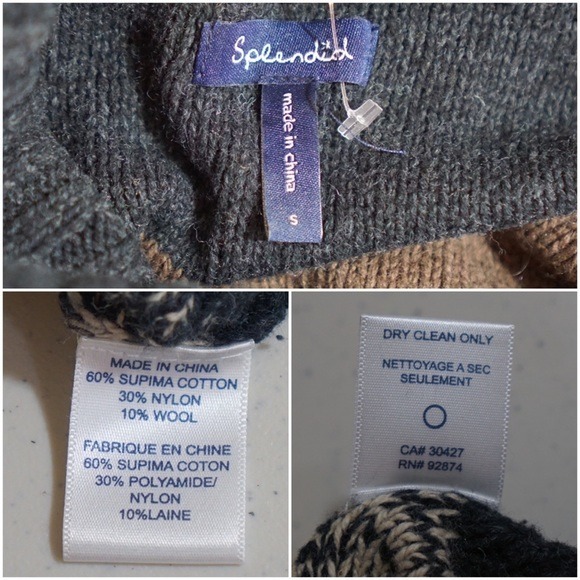 Splendid
made in china
S
MADE IN CHINA
60% SUPIMA COTTON
30% NYLON
10% WOOL
FABRIQUE EN CHINE
60% SUPIMA COTON
30% POLYAMIDE/
NYLON
10%LAINE
DRY CLEAN ONLY
NETTOYAGE A SEC
SEULEMENT
CA# 30427
RN# 92874